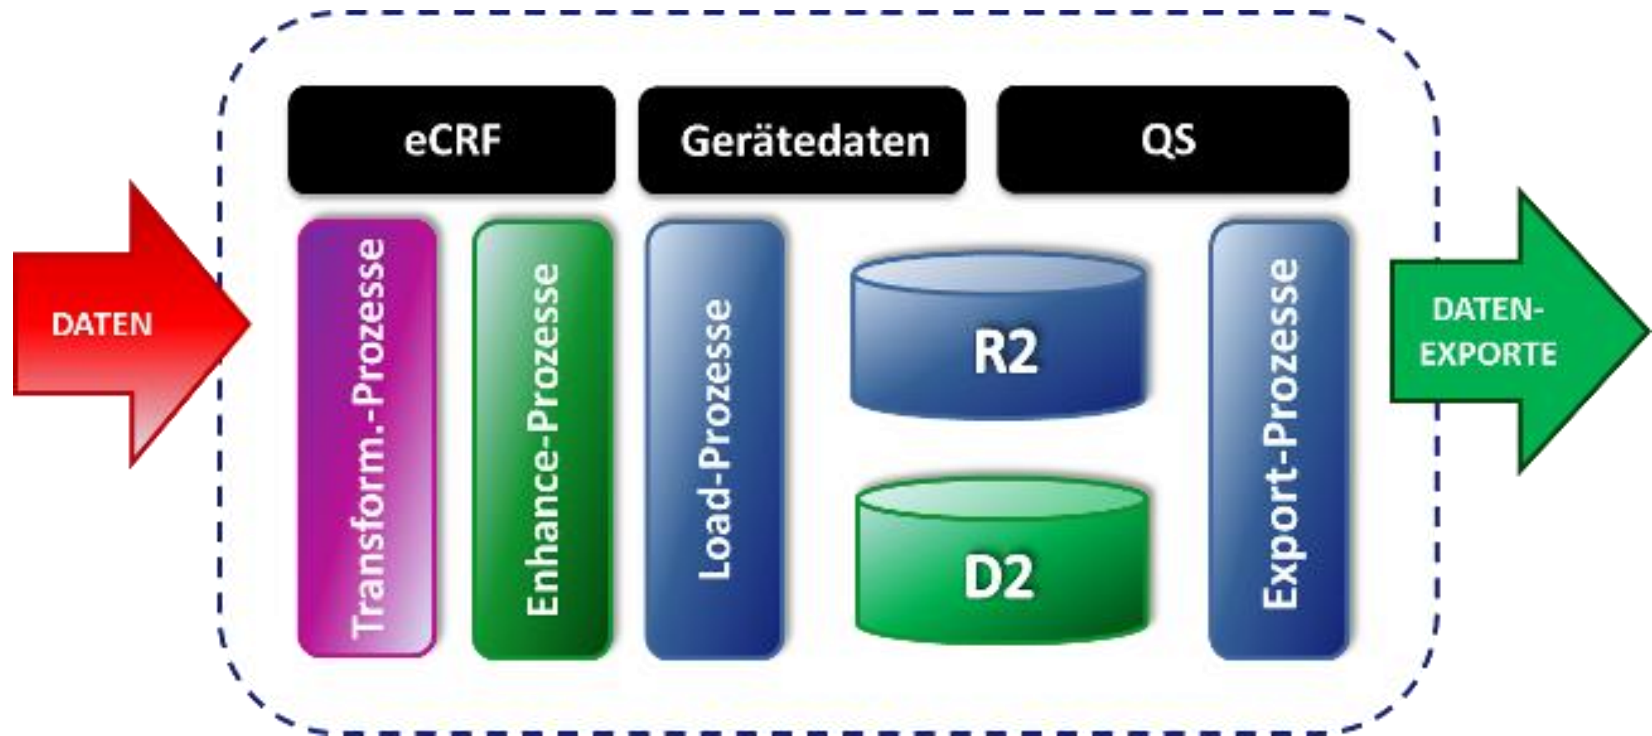 eCRF
Gerätedaten
QS
DATEN
Transform.-Prozesse
Enhance-Prozesse
Load-Prozesse
R2
D2
Export-Prozesse
DATEN-
EXPORTE